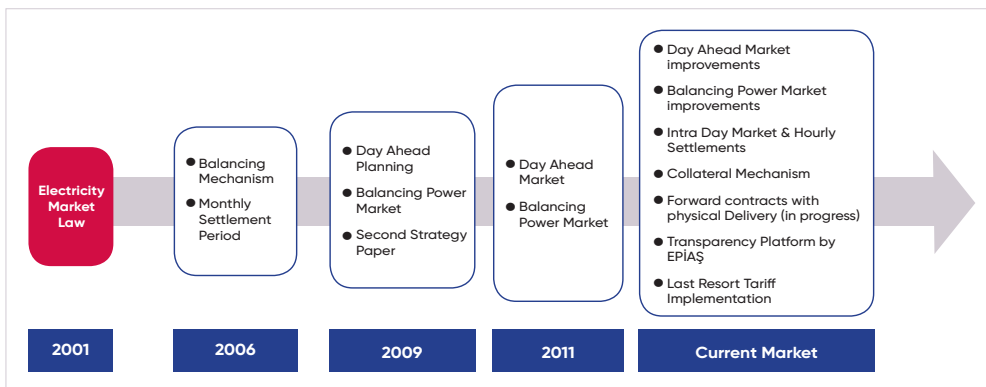 Electricity
Market
Law
● Balancing
Mechanism
● Monthly
Settlement
Period
● Day Ahead
Planning
● Balancing Power
Market
● Second Strategy
Paper
● Day Ahead
Market
● Balancing
Power Market
● Day Ahead Market
improvements
● Balancing Power Market
improvements
● Intra Day Market & Hourly
Settlements
● Collateral Mechanism
● Forward contracts with
physical Delivery (in progress)
● Transparency Platform by
EPİAŞ
● Last Resort Tariff
Implementation
2001
2006
2009
2011
Current Market